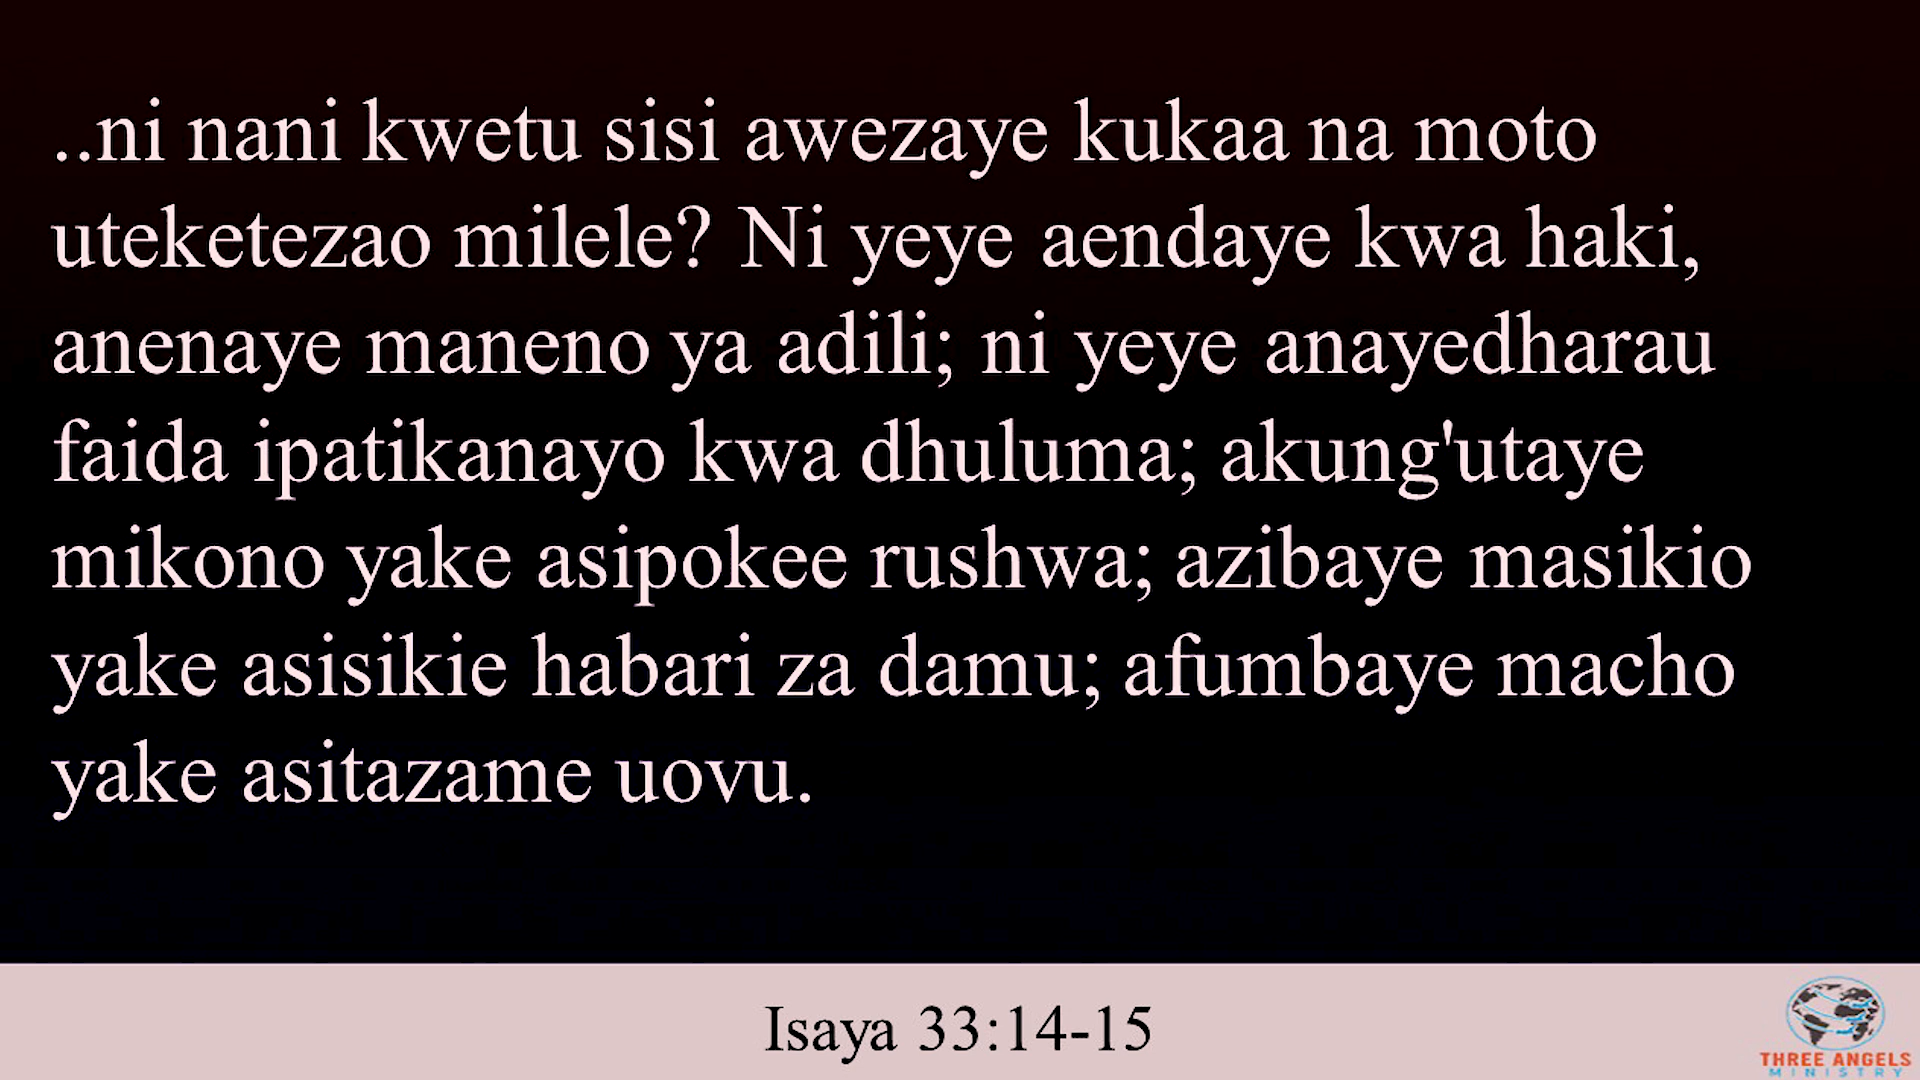 ..ni nani kwetu sisi awezaye kukaa na moto
uteketezao milele? Ni yeye aendaye kwa haki,
anenaye maneno ya adili; ni yeye anayedharau
faida ipatikanayo kwa dhuluma; akung'utaye
mikono yake asipokee rushwa; azibaye masikio
yake asisikie habari za damu; afumbaye macho
yake asitazame uovu.
Isaya 33:14-15
THREE ANGELS
MINISTRY